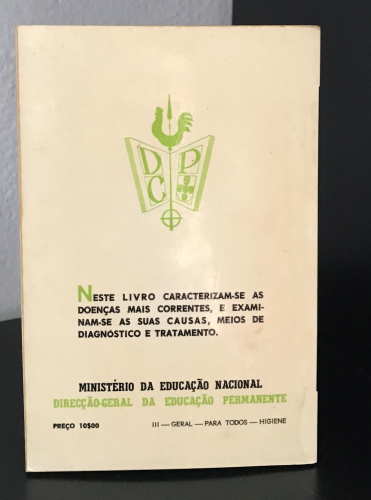 D P
C
NESTE LIVRO CARACTERIZAM-SE AS
DOENÇAS MAIS CORRENTES, E EXAMI-
NAM-SE AS SUAS CAUSAS, MEIOS DE
DIAGNÓSTICO E TRATAMENTO.
MINISTÉRIO DA EDUCAÇÃO NACIONAL
DIRECÇÃO-GERAL DA EDUCAÇÃO PERMANENTE
PREÇO 10$00 III — GERAL — PARA TODOS — HIGIENE